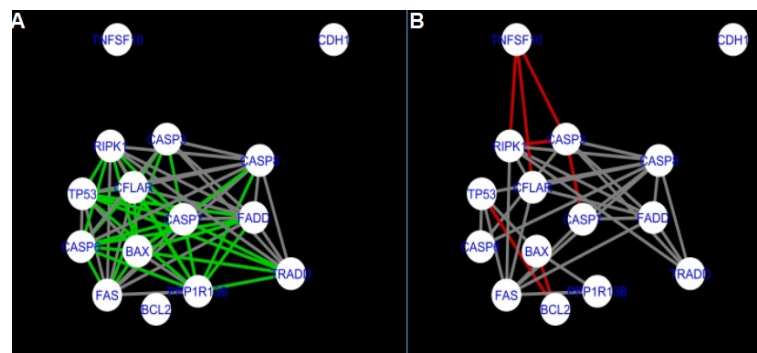 A
TNFSF10
CDH1
RIPK1
CASP3
CASP8
TP53
CFLAR
CASP7
FADD
CASP6
BAX
TRADD
FAS
BCL2
PPP1R13B
B
TNFSF10
CDH1
RIPK1
CASP3
CASP8
TP53
CFLAR
CASP7
FADD
CASP6
BAX
TRADD
FAS
BCL2
PPP1R13B